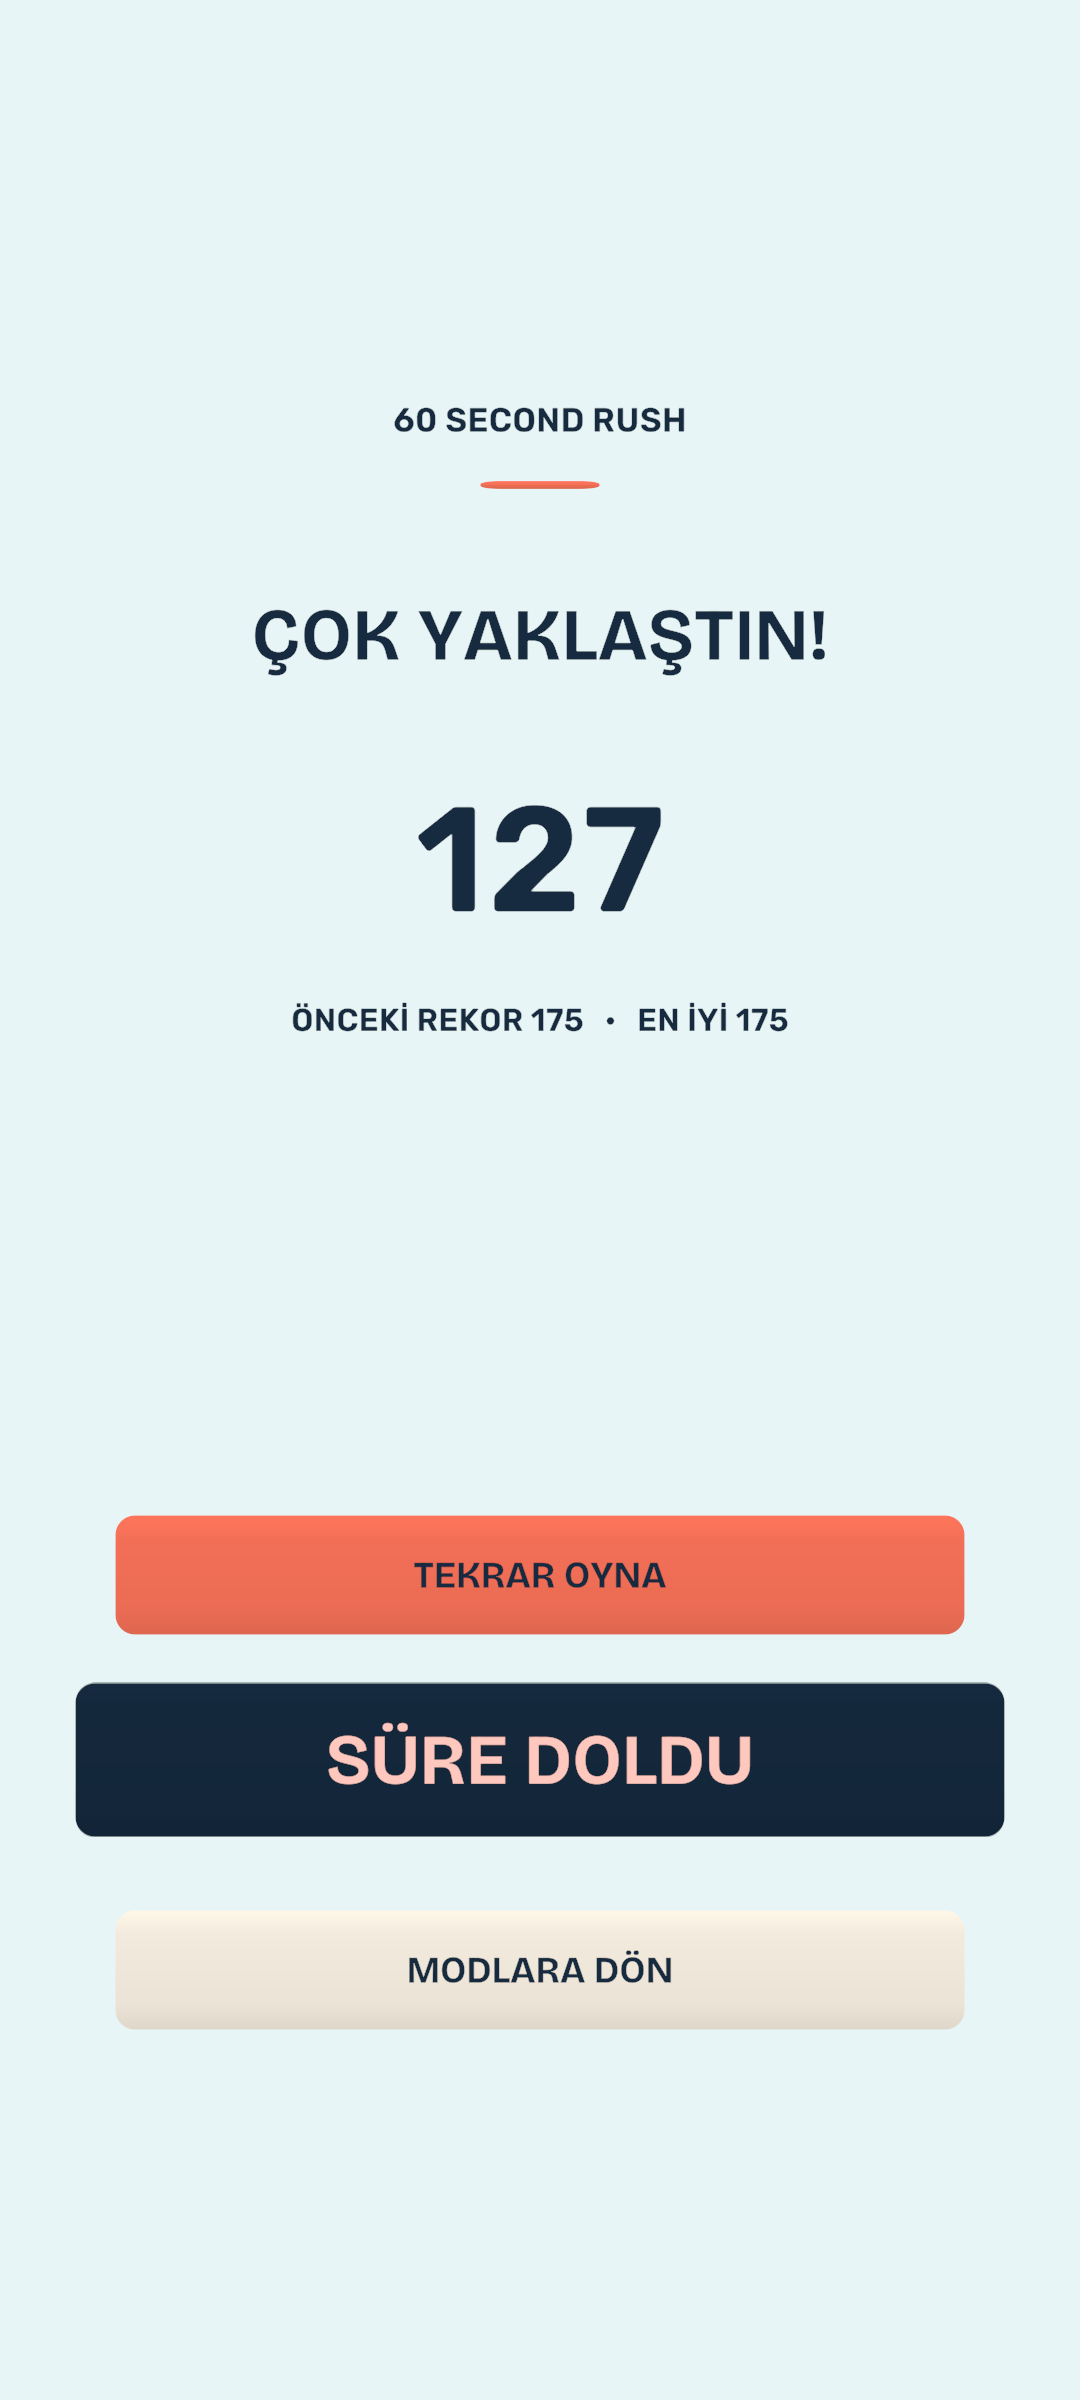 60 SECOND RUSH
ÇOK YAKLAŞTIN!
127
ÖNCEKİ REKOR 175 • EN İYİ 175
TEKRAR OYNA
SÜRE DOLDU
MODLARA DÖN